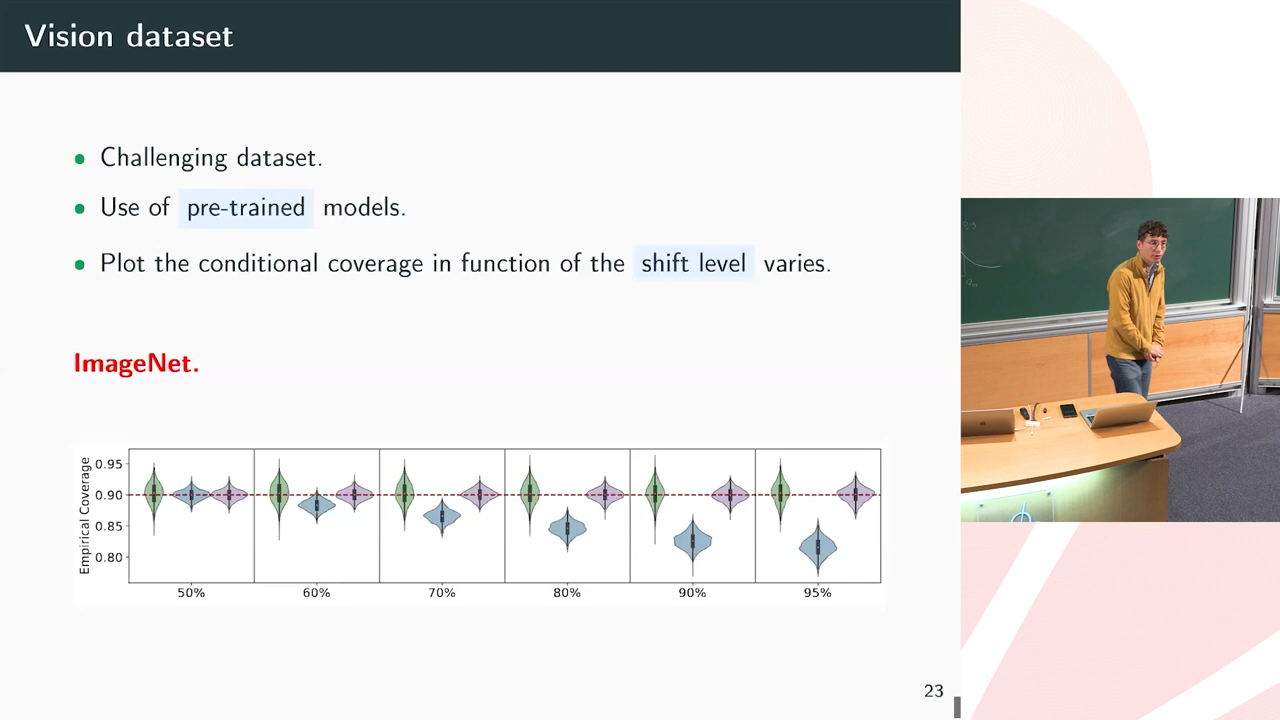 Vision dataset
Challenging dataset.
Use of pre-trained models.
Plot the conditional coverage in function of the shift level varies.
ImageNet.
Empirical Coverage
0.95
0.90
0.85
0.80
50% 60% 70% 80% 90% 95%
23